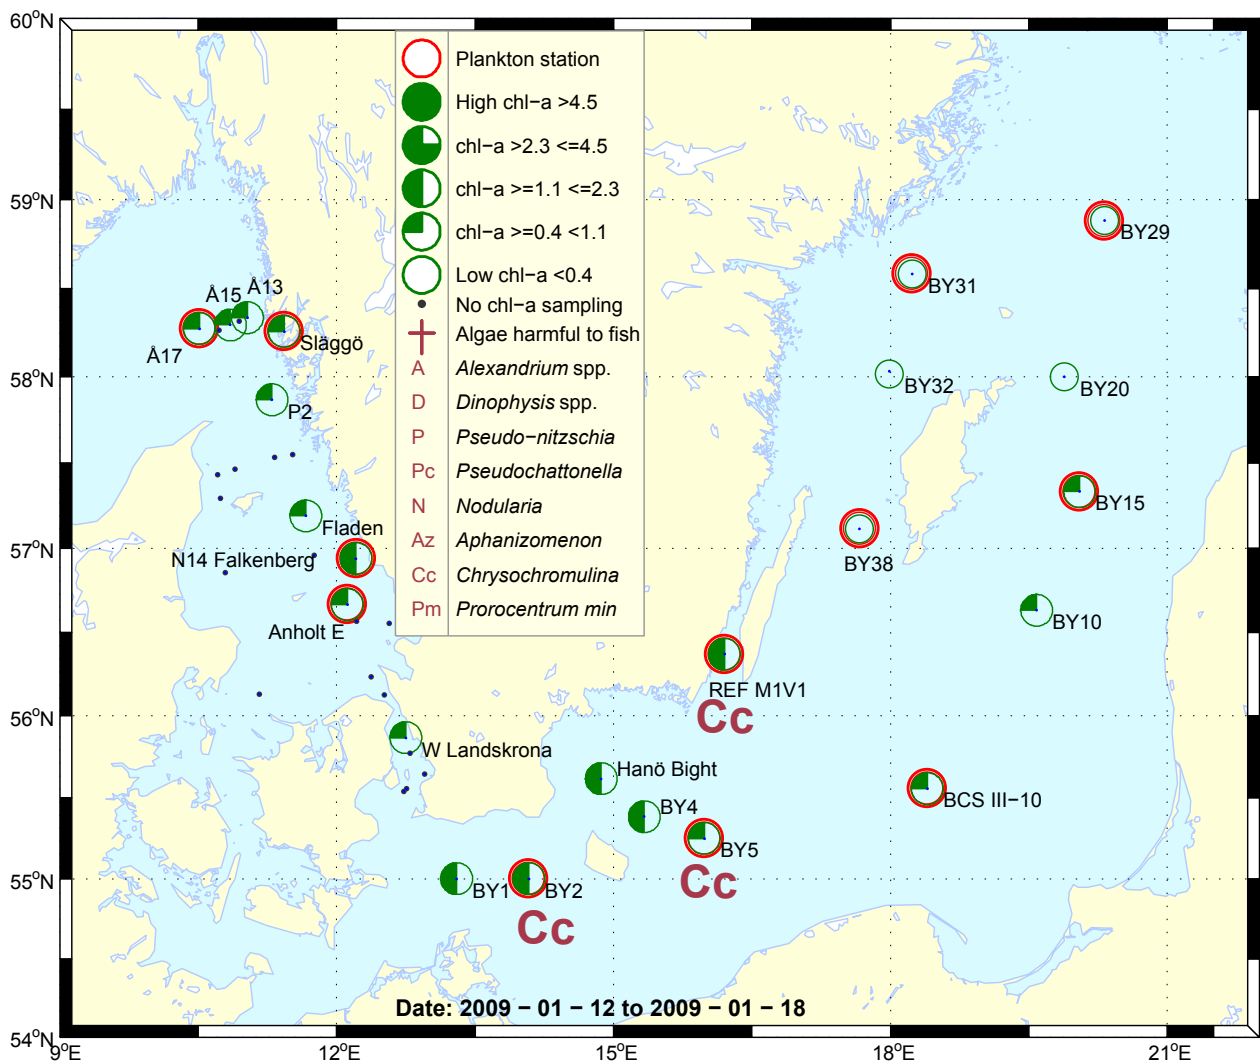 60°N
59°N
58°N
57°N
56°N
55°N
54°N
9°E
12°E
15°E
18°E
21°E
Plankton station
High chl−a >4.5
chl−a >2.3 <=4.5
chl−a >=1.1 <=2.3
chl−a >=0.4 <1.1
Low chl−a <0.4
No chl−a sampling
Algae harmful to fish
A Alexandrium spp.
D Dinophysis spp.
P Pseudo−nitzschia
Pc Pseudochattonella
N Nodularia
Az Aphanizomenon
Cc Chrysochromulina
Pm Prorocentrum min
Å13
Å15
Å17
Släggö
P2
Fladen
N14 Falkenberg
Anholt E
W Landskrona
Hanö Bight
BY4
BY5
Cc
BY1
BY2
Cc
REF M1V1
Cc
BCS III−10
BY10
BY38
BY15
BY20
BY32
BY31
BY29
Date: 2009 − 01 − 12 to 2009 − 01 − 18